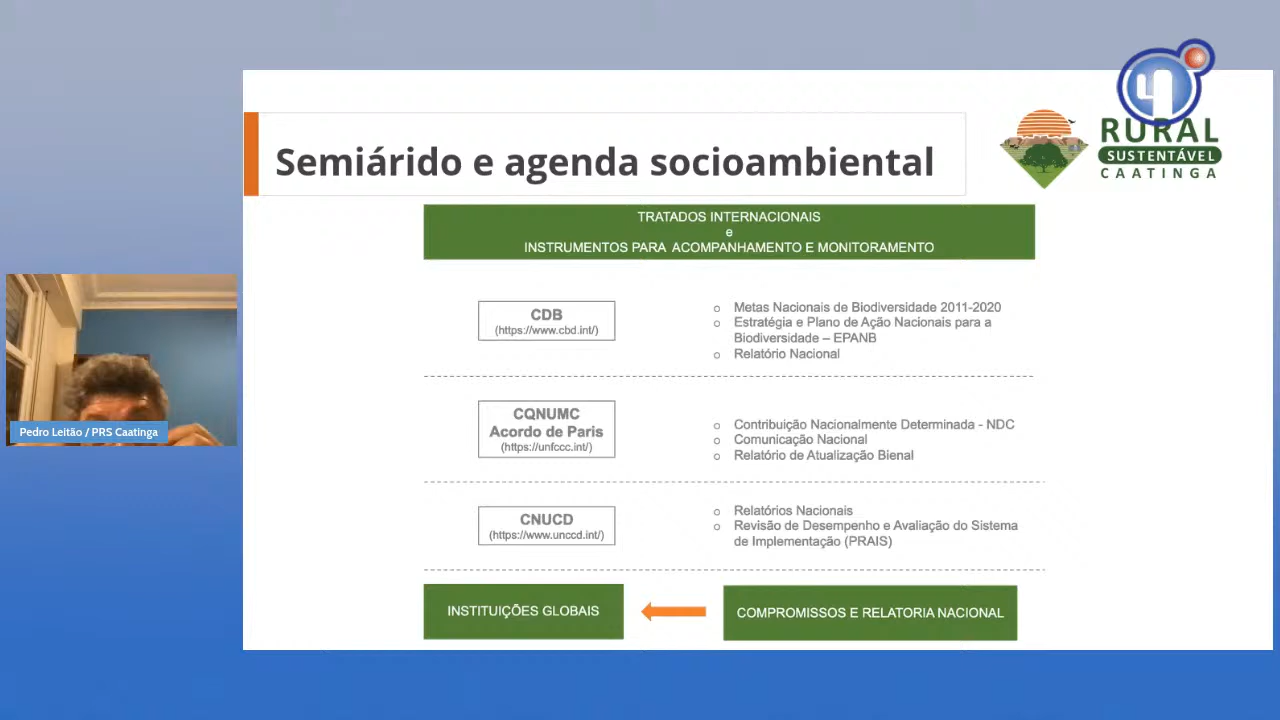 Semiárido e agenda socioambiental
RURAL
SUSTENTÁVEL
CAATINGA
TRATADOS INTERNACIONAIS
e
INSTRUMENTOS PARA ACOMPANHAMENTO E MONITORAMENTO
CDB
(https://www.cbd.int/)
o Metas Nacionais de Biodiversidade 2011-2020
o Estratégia e Plano de Ação Nacionais para a
Biodiversidade – EPANB
o Relatório Nacional
CQNUMC
Acordo de Paris
(https://unfccc.int/)
o Contribuição Nacionalmente Determinada - NDC
o Comunicação Nacional
o Relatório de Atualização Bienal
CNUCD
(https://www.unccd.int/)
o Relatórios Nacionais
o Revisão de Desempenho e Avaliação do Sistema
de Implementação (PRAIS)
INSTITUIÇÕES GLOBAIS
COMPROMISSOS E RELATORIA NACIONAL
Pedro Leitão / PRS Caatinga